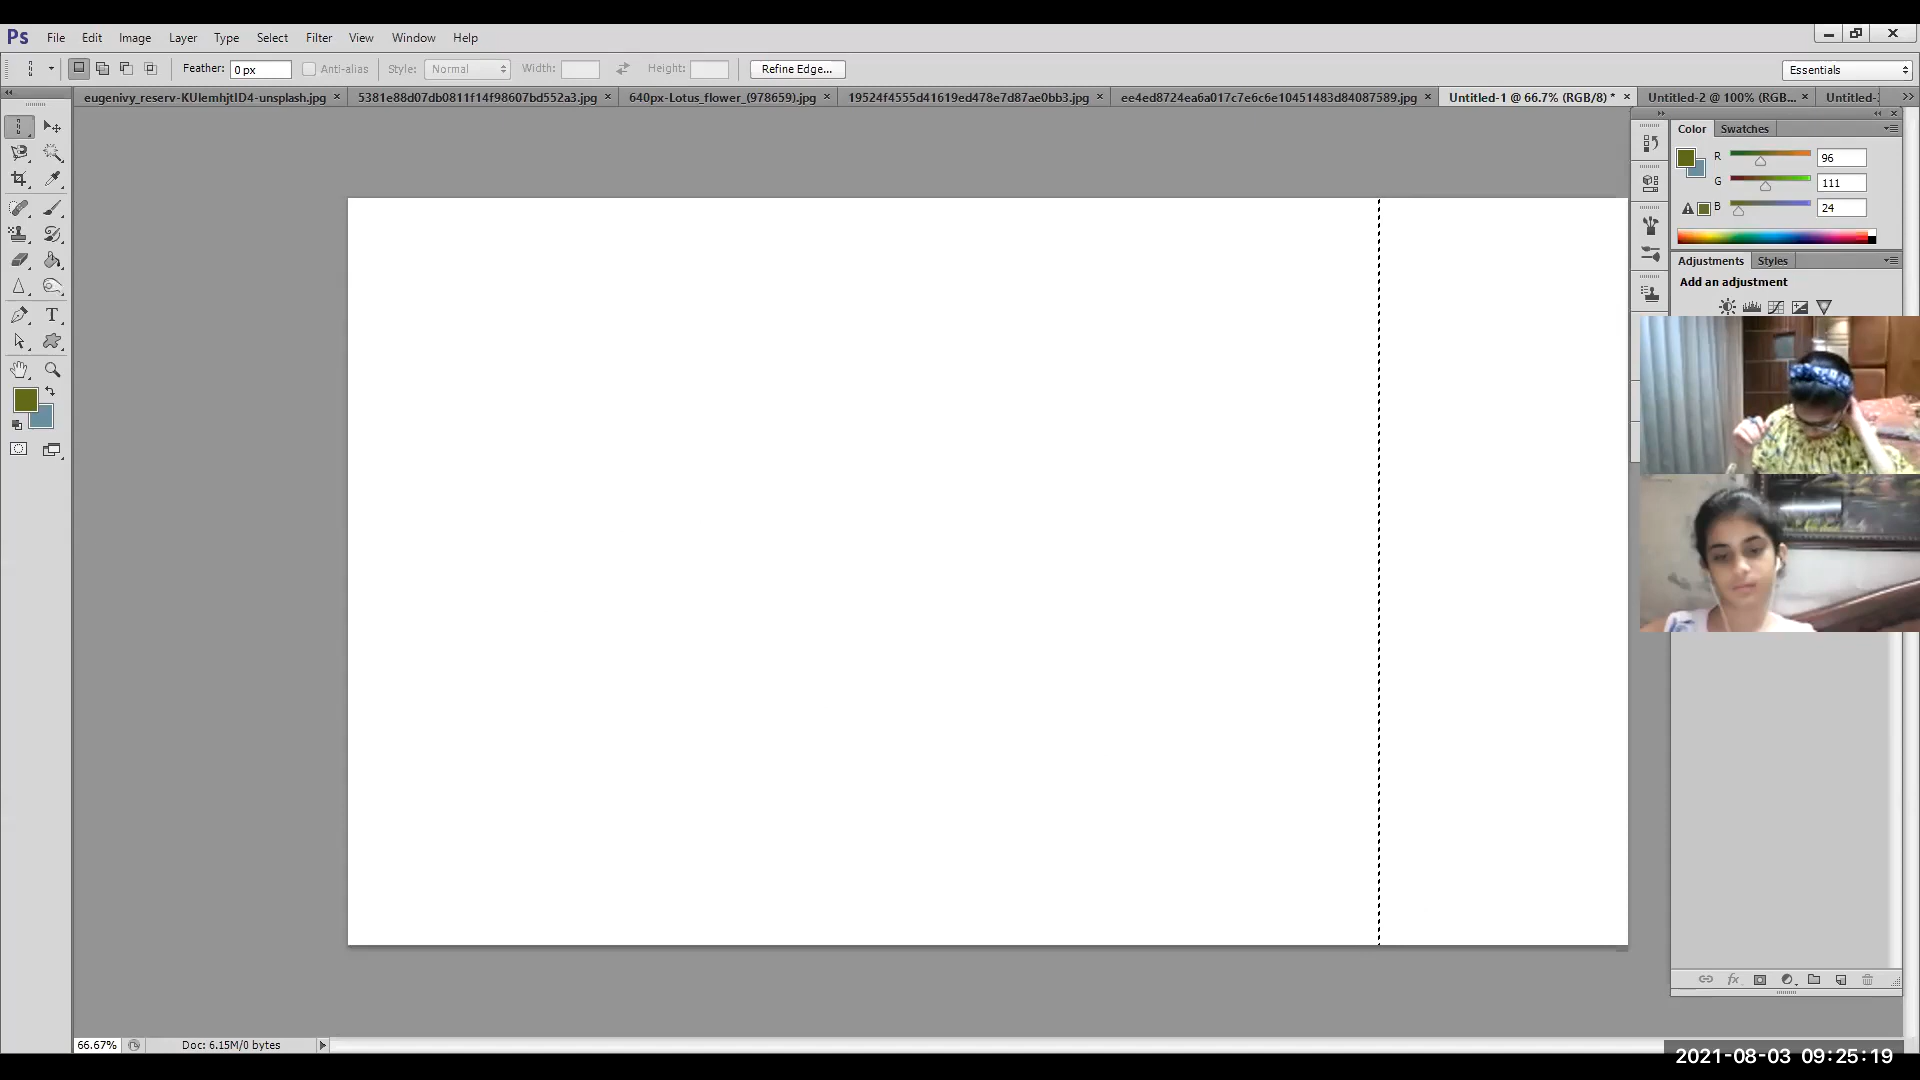 Ps File Edit Image Layer Type Select Filter View Window Help
Feather: 0 px Anti-alias Style: Normal Width: Height: Refine Edge... Essentials
eugenivy_reserv-KUlemhjtID4-unsplash.jpg × 5381e88d07db0811f14f98607bd552a3.jpg × 640px-Lotus_flower_(978659).jpg × 19524f4555d41619ed478e7d87ae0bb3.jpg × ee4ed8724ea6a017c7e6c6e10451483d84087589.jpg × Untitled-1 @ 66.7% (RGB/8) * × Untitled-2 @ 100% (RGB... × Untitled-
Color Swatches
R 96
G 111
B 24
Adjustments Styles
Add an adjustment
T
fx
66.67% Doc: 6.15M/0 bytes
2021-08-03 09:25:19